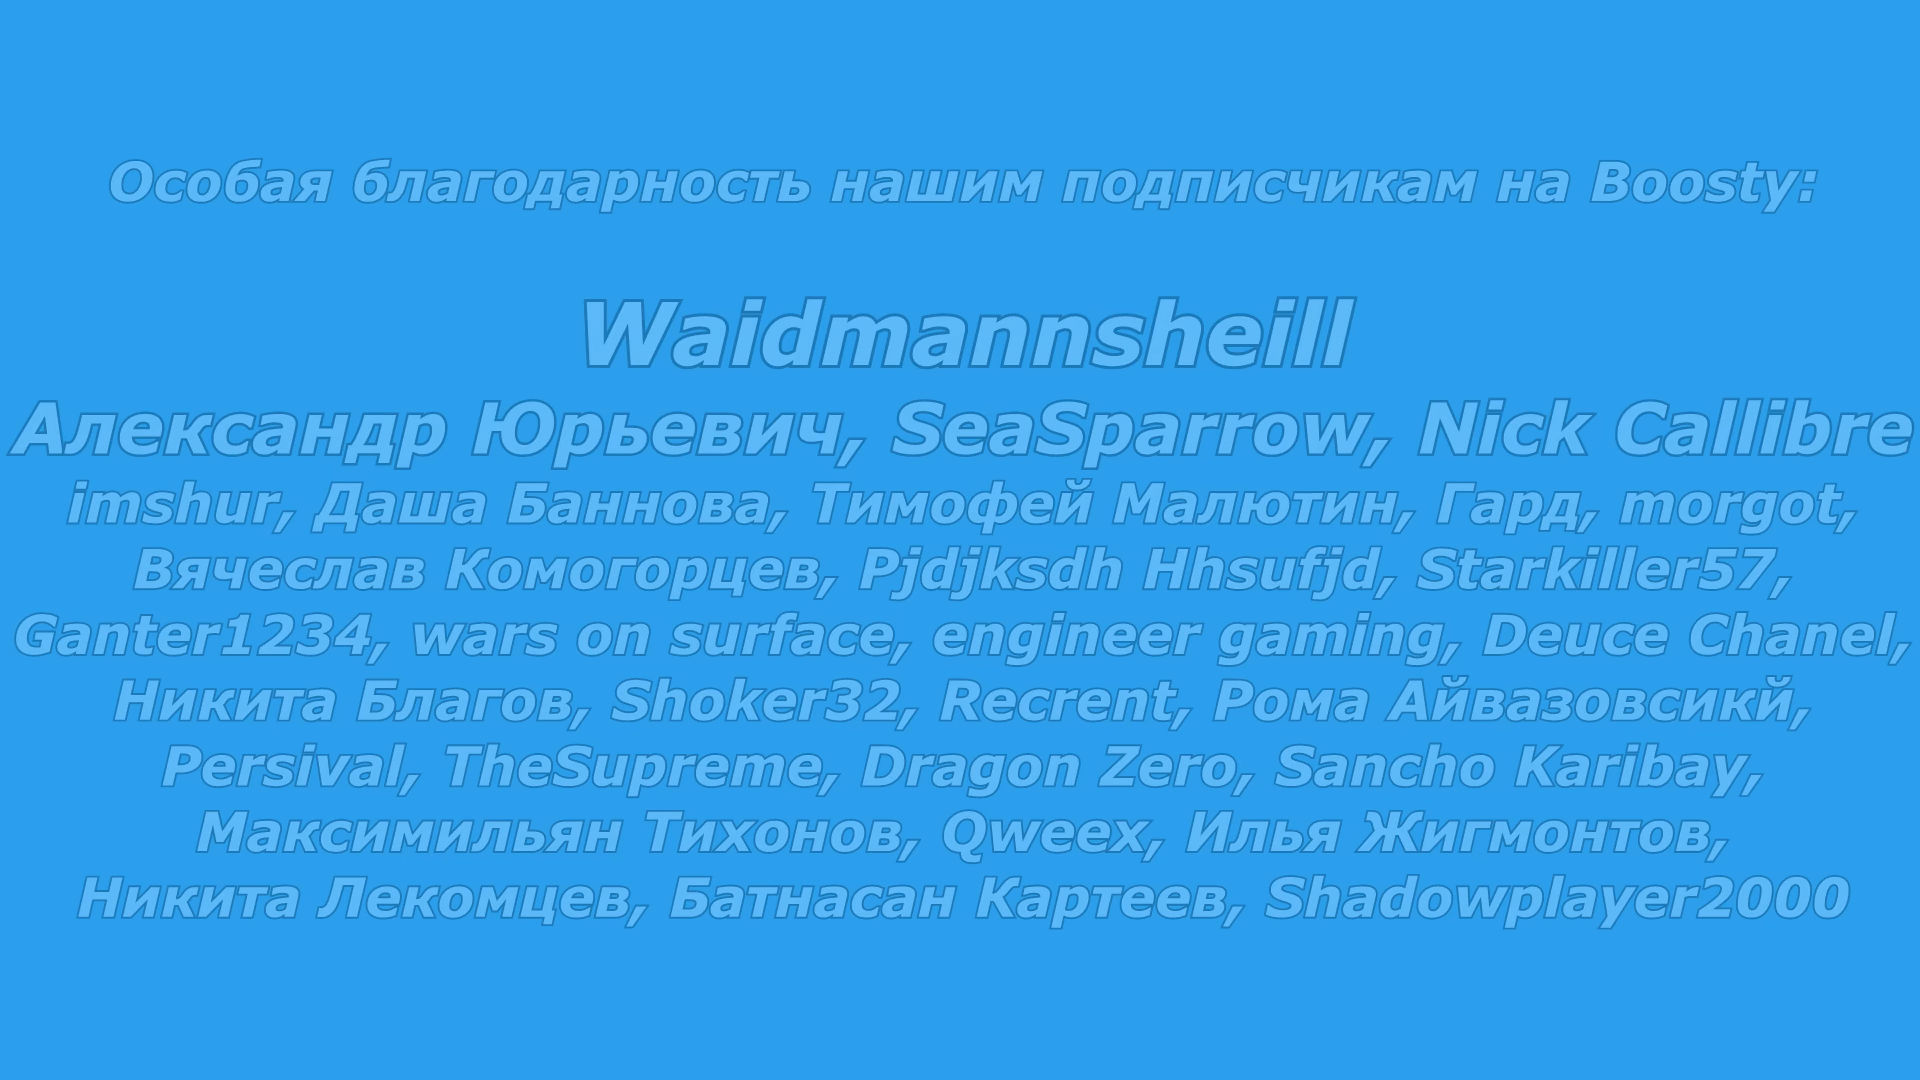 Особая благодарность нашим подписчикам на Boosty:
Waidmannsheill
Александр Юрьевич, SeaSparrow, Nick Callibre
imshur, Даша Баннова, Тимофей Малютин, Гард, morgot,
Вячеслав Комогорцев, Pjdjksdh Hhsufjd, Starkiller57,
Ganter1234, wars on surface, engineer gaming, Deuce Chanel,
Никита Благов, Shoker32, Recrent, Рома Айвазовсикй,
Persival, TheSupreme, Dragon Zero, Sancho Karibay,
Максимильян Тихонов, Qweex, Илья Жигмонтов,
Никита Лекомцев, Батнасан Картеев, Shadowplayer2000